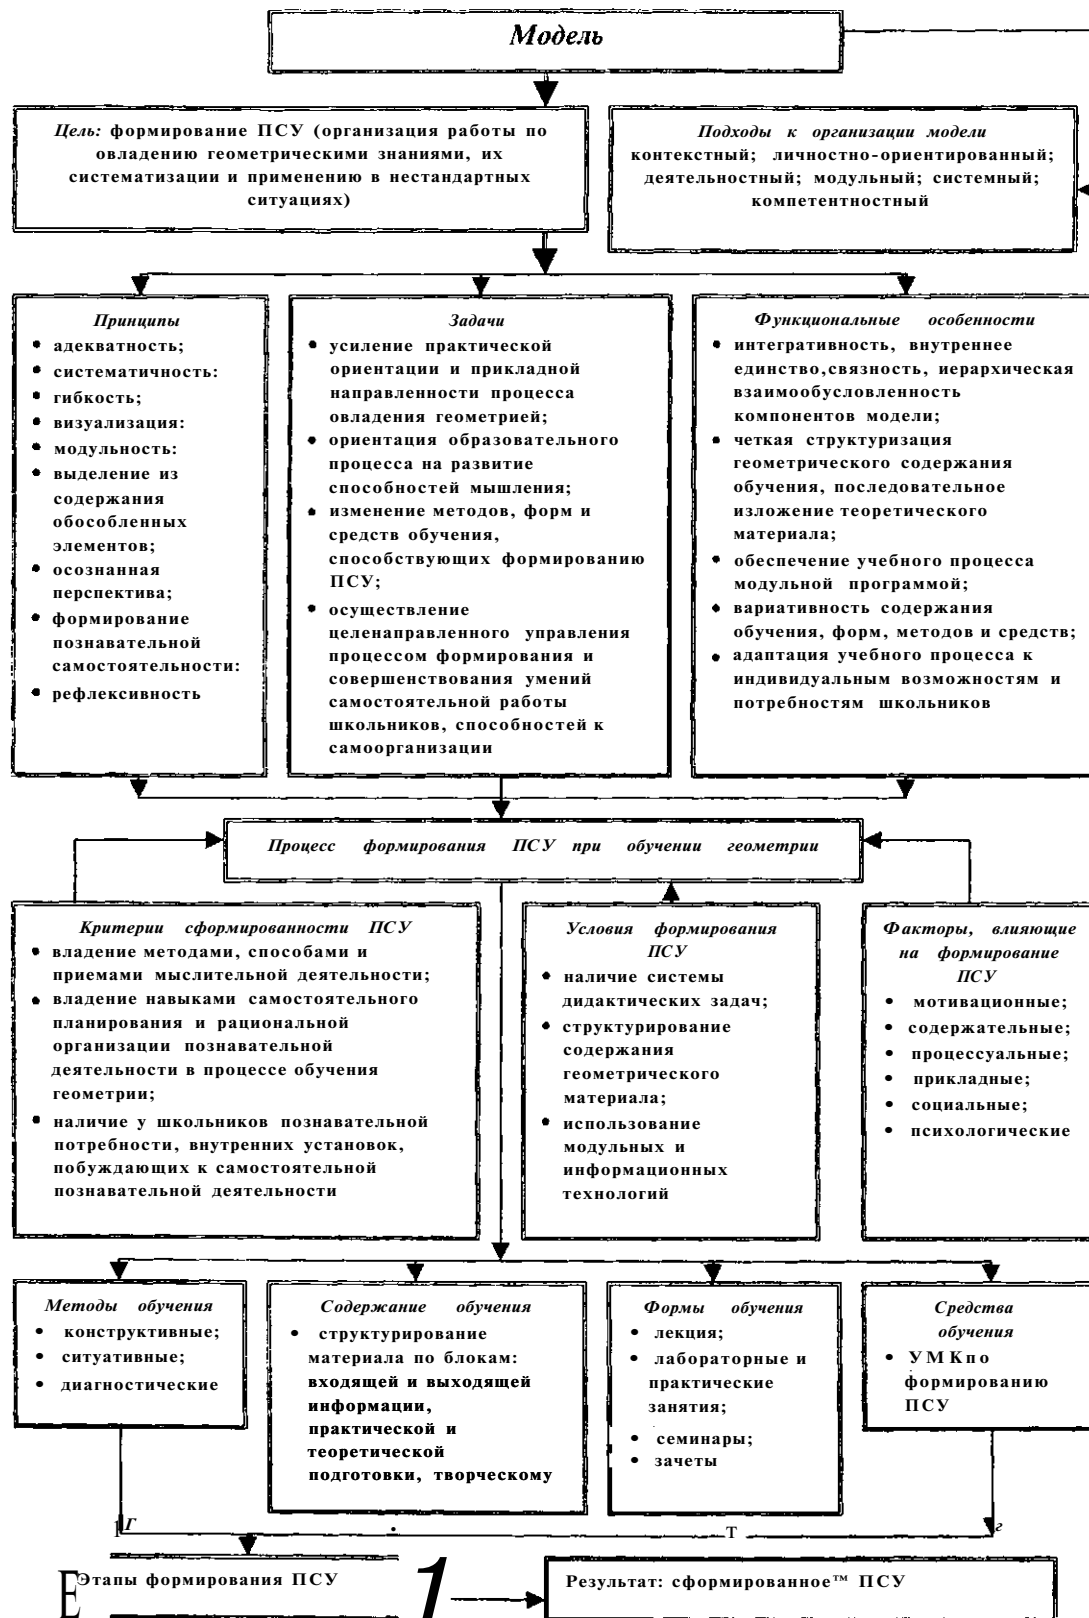 Модель
Цель: формирование ПСУ (организация работы по
овладению геометрическими знаниями, их
систематизации и применению в нестандартных
ситуациях)
Подходы к организации модели
контекстный; личностно-ориентированный;
деятельностный; модульный; системный;
компетентностный
Принципы
• адекватность;
• систематичность:
• гибкость;
• визуализация:
• модульность:
• выделение из
содержания
обособленных
элементов;
• осознанная
перспектива;
• формирование
познавательной
самостоятельности:
• рефлексивность
Задачи
• усиление практической
ориентации и прикладной
направленности процесса
овладения геометрией;
• ориентация образовательного
процесса на развитие
способностей мышления;
• изменение методов, форм и
средств обучения,
способствующих формированию
ПСУ;
• осуществление
целенаправленного управления
процессом формирования и
совершенствования умений
самостоятельной работы
школьников, способностей к
самоорганизации
Функциональные особенности
• интегративность, внутреннее
единство,связность, иерархическая
взаимообусловленность
компонентов модели;
• четкая структуризация
геометрического содержания
обучения, последовательное
изложение теоретического
материала;
• обеспечение учебного процесса
модульной программой;
• вариативность содержания
обучения, форм, методов и средств;
• адаптация учебного процесса к
индивидуальным возможностям и
потребностям школьников
Процесс формирования ПСУ при обучении геометрии
Критерии сформированности ПСУ
• владение методами, способами и
приемами мыслительной деятельности;
• владение навыками самостоятельного
планирования и рациональной
организации познавательной
деятельности в процессе обучения
геометрии;
• наличие у школьников познавательной
потребности, внутренних установок,
побуждающих к самостоятельной
познавательной деятельности
Условия формирования
ПСУ
• наличие системы
дидактических задач;
• структурирование
содержания
геометрического
материала;
• использование
модульных и
информационных
технологий
Факторы, влияющие
на формирование
ПСУ
• мотивационные;
• содержательные;
• процессуальные;
• прикладные;
• социальные;
• психологические
Методы обучения
• конструктивные;
• ситуативные;
• диагностические
Содержание обучения
• структурирование
материала по блокам:
входящей и выходящей
информации,
практической и
теоретической
подготовки, творческому
Формы обучения
• лекция;
• лабораторные и
практические
занятия;
• семинары;
• зачеты
Средства
обучения
• УМКпо
формированию
ПСУ
1Г
Т
г
Е
Этапы формирования ПСУ
1
Результат: сформированное™ ПСУ